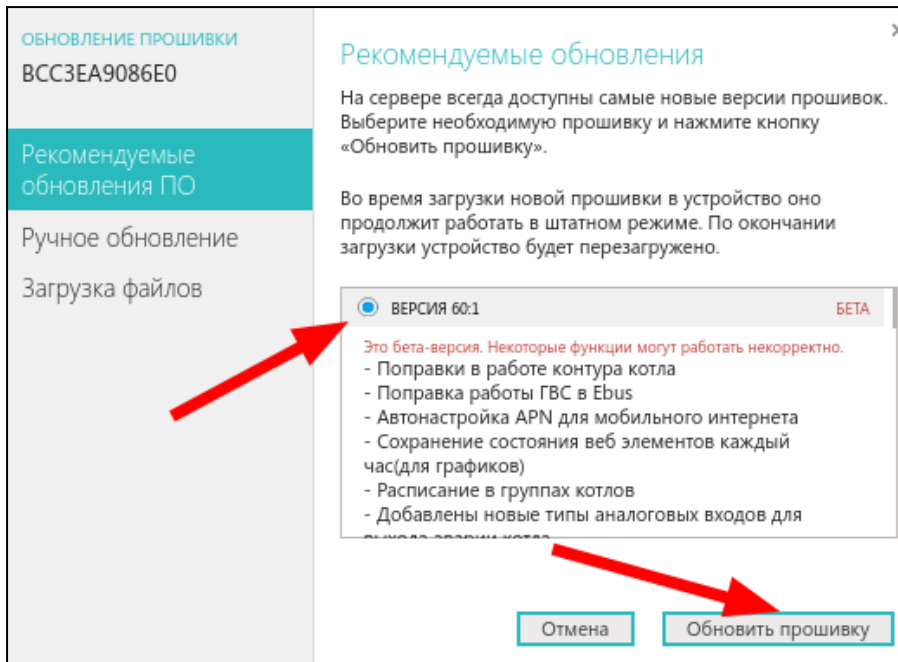 ОБНОВЛЕНИЕ ПРОШИВКИ
BCC3EA9086E0
Рекомендуемые
обновления ПО
Ручное обновление
Загрузка файлов
Рекомендуемые обновления
На сервере всегда доступны самые новые версии прошивок.
Выберите необходимую прошивку и нажмите кнопку
«Обновить прошивку».
Во время загрузки новой прошивки в устройство оно
продолжит работать в штатном режиме. По окончании
загрузки устройство будет перезагружено.
ВЕРСИЯ 60:1 БЕТА
Это бета-версия. Некоторые функции могут работать некорректно.
- Поправки в работе контура котла
- Поправка работы ГВС в Ebus
- Автонастройка APN для мобильного интернета
- Сохранение состояния веб элементов каждый
час(для графиков)
- Расписание в группах котлов
- Добавлены новые типы аналоговых входов для
выхода аварии котла
Отмена Обновить прошивку